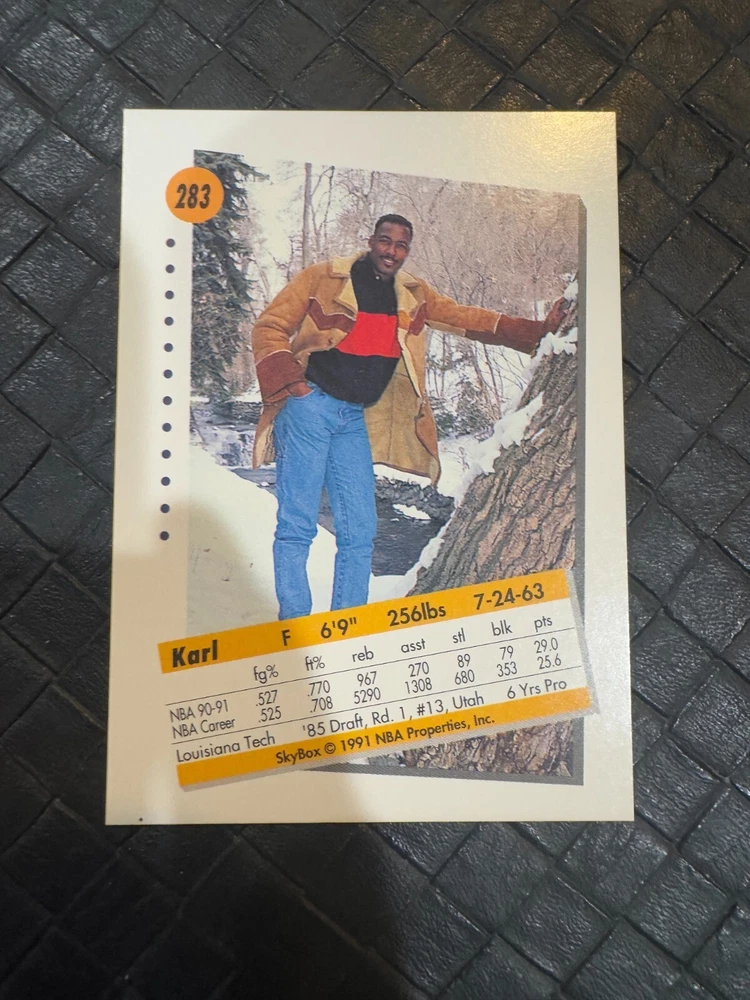 283
Karl F 6'9" 256lbs 7-24-63
fg% ft% reb asst stl blk pts
NBA 90-91 .527 .770 967 270 89 79 29.0
NBA Career .525 .708 5290 1308 680 353 25.6
Louisiana Tech '85 Draft, Rd. 1, #13, Utah 6 Yrs Pro
SkyBox © 1991 NBA Properties, Inc.